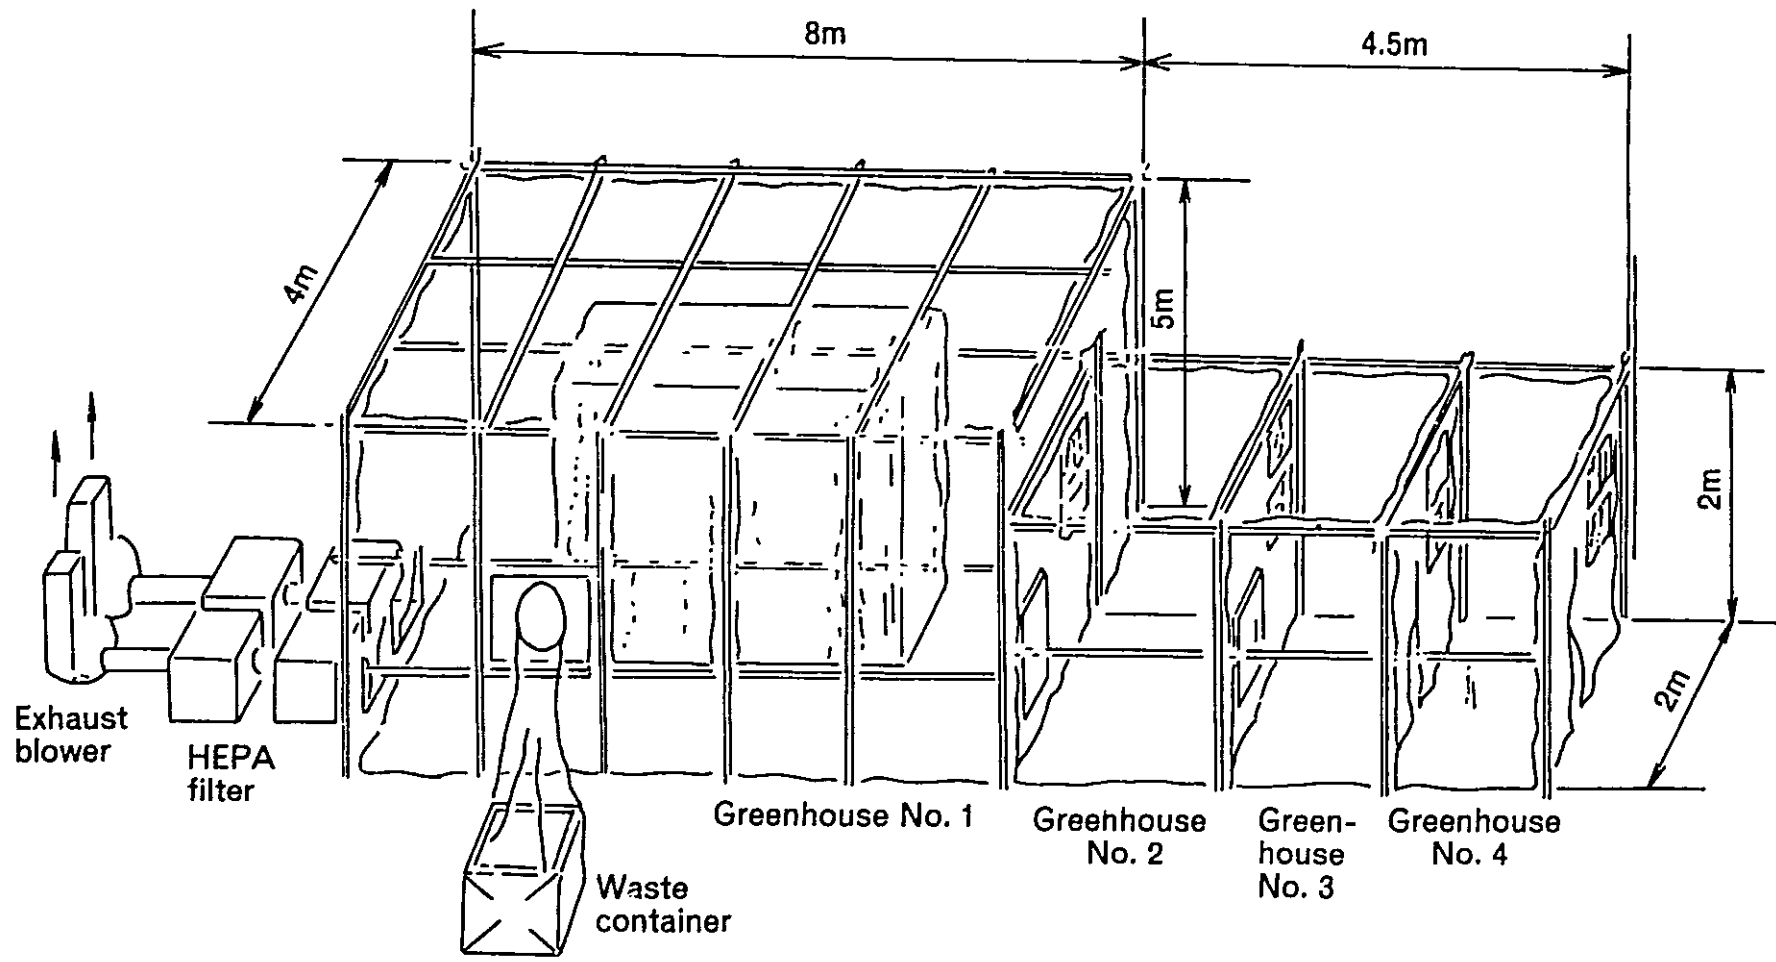 8m
4.5m
4m
5m
2m
2m
Exhaust
blower
HEPA
filter
Greenhouse No. 1
Greenhouse
No. 2
Green-
house
No. 3
Greenhouse
No. 4
Waste
container